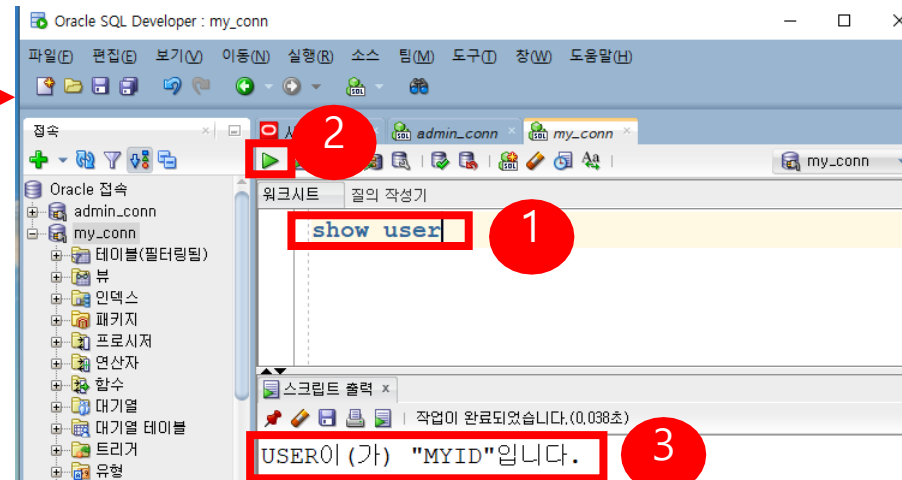 Oracle SQL Developer : my_conn
파일(F) 편집(E) 보기(V) 이동(N) 실행(R) 소스 팀(M) 도구(T) 창(W) 도움말(H)
접속
2
admin_conn
my_conn
my_conn
Oracle 접속
워크시트 질의 작성기
admin_conn
show user
1
my_conn
테이블(필터링됨)
뷰
인덱스
패키지
프로시저
연산자
함수
스크립트 출력
대기열
작업이 완료되었습니다.(0,038초)
대기열 테이블
트리거
USER이(가) "MYID"입니다.
3
유형